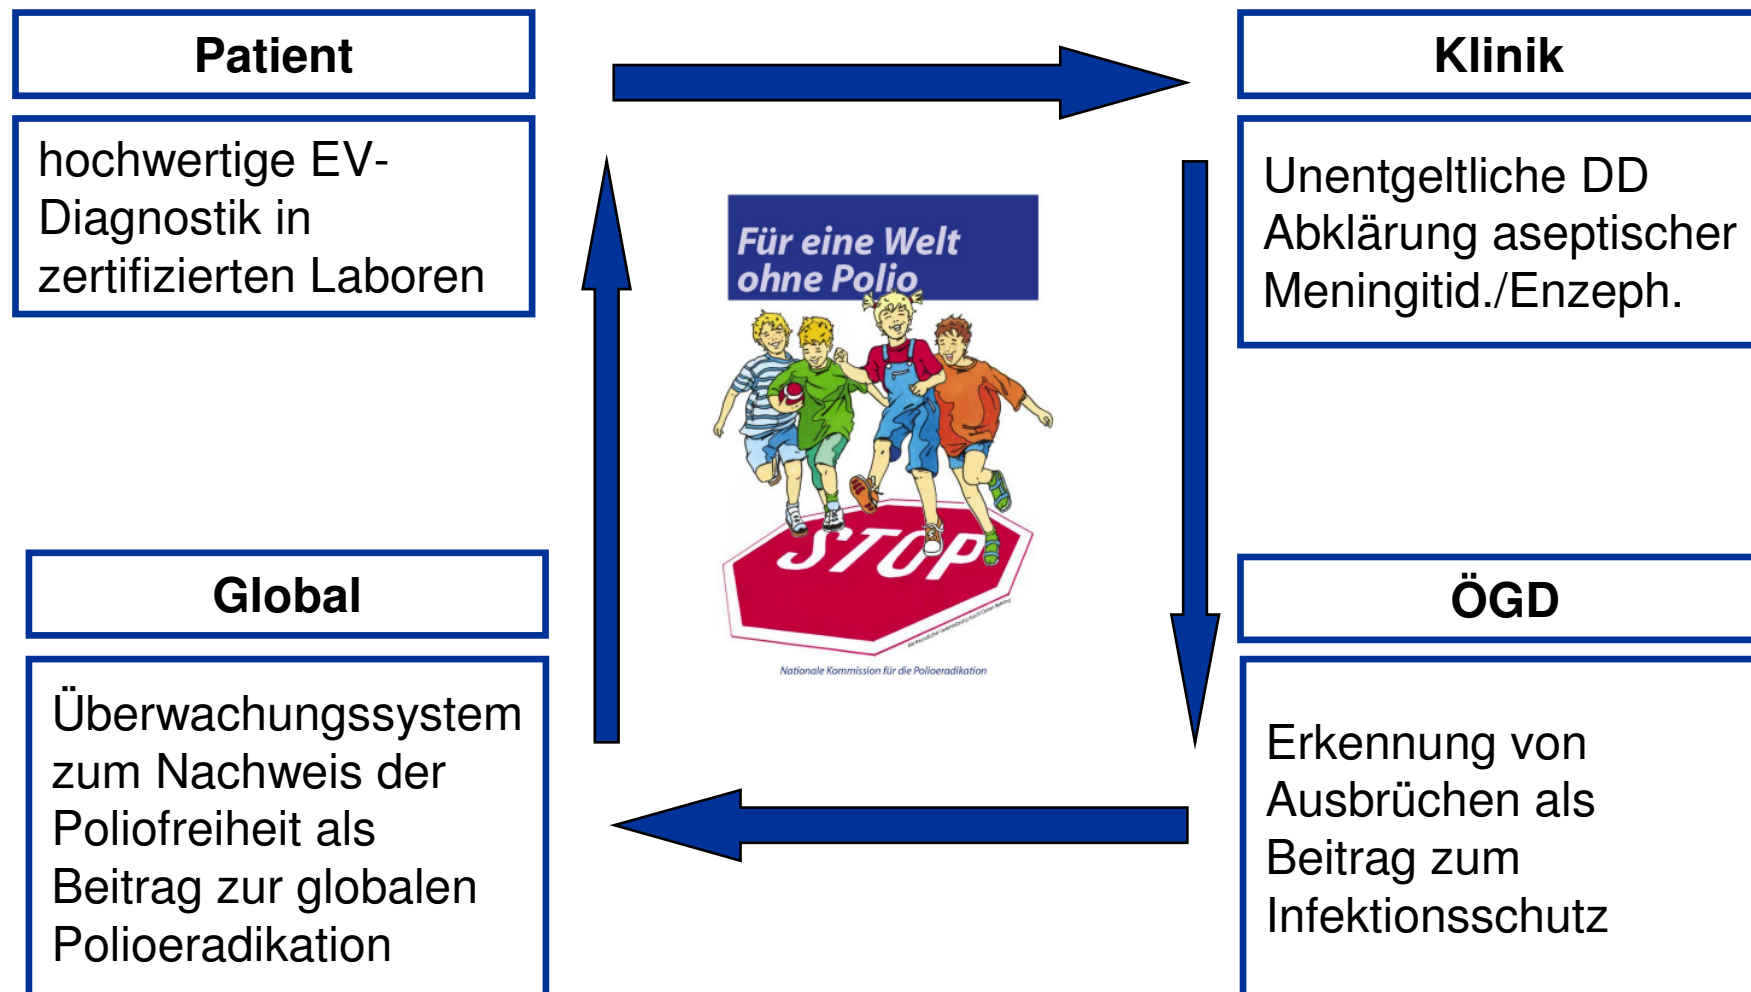 Patient
hochwertige EV-
Diagnostik in
zertifizierten Laboren
Klinik
Unentgeltliche DD
Abklärung aseptischer
Meningitid./Enzeph.
Für eine Welt
ohne Polio
STOP
Nationale Kommission für die Polioeradikation
Global
Überwachungssystem
zum Nachweis der
Poliofreiheit als
Beitrag zur globalen
Polioeradikation
ÖGD
Erkennung von
Ausbrüchen als
Beitrag zum
Infektionsschutz